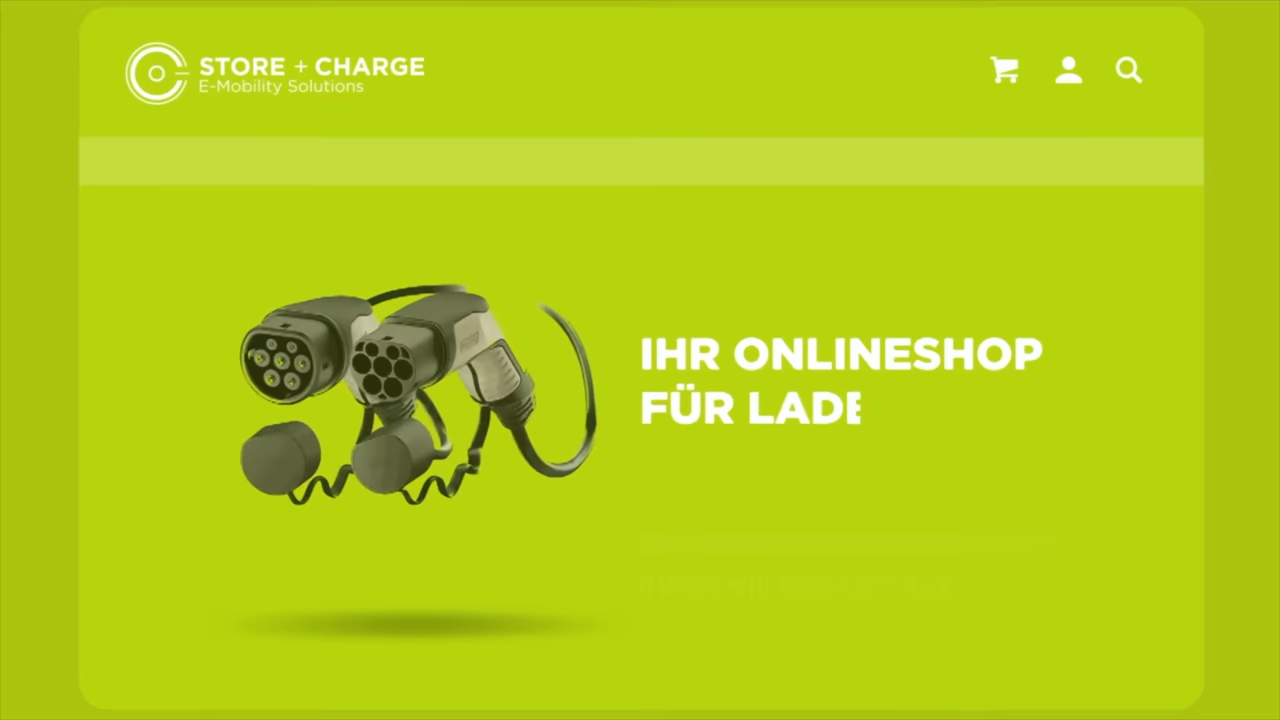 STORE + CHARGE
E-Mobility Solutions
IHR ONLINESHOP
FÜR LADE